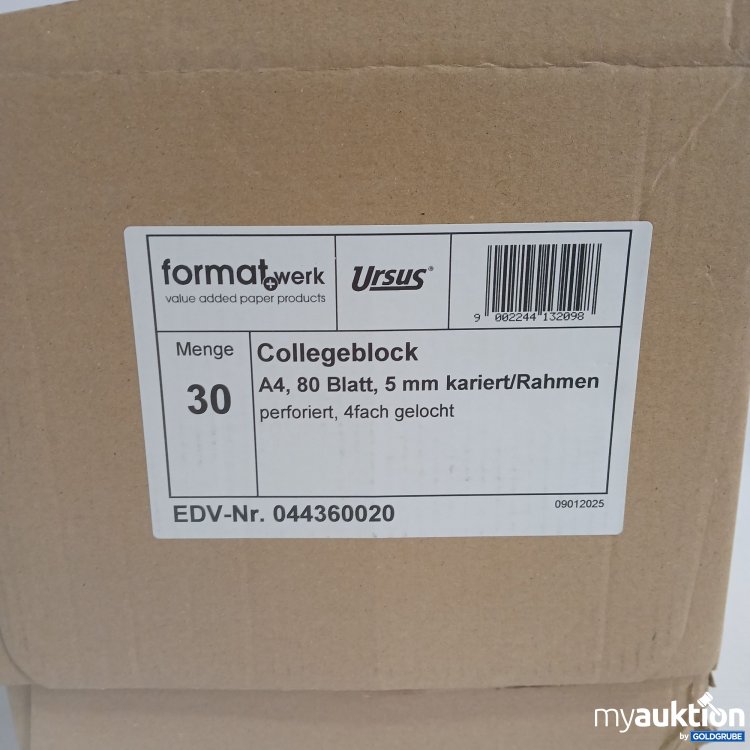 format+werk
value added paper products
Ursus®
9 002244 132098
Menge
30
Collegeblock
A4, 80 Blatt, 5 mm kariert/Rahmen
perforiert, 4fach gelocht
EDV-Nr. 044360020
09012025
myauktion
by GOLDGRUBE